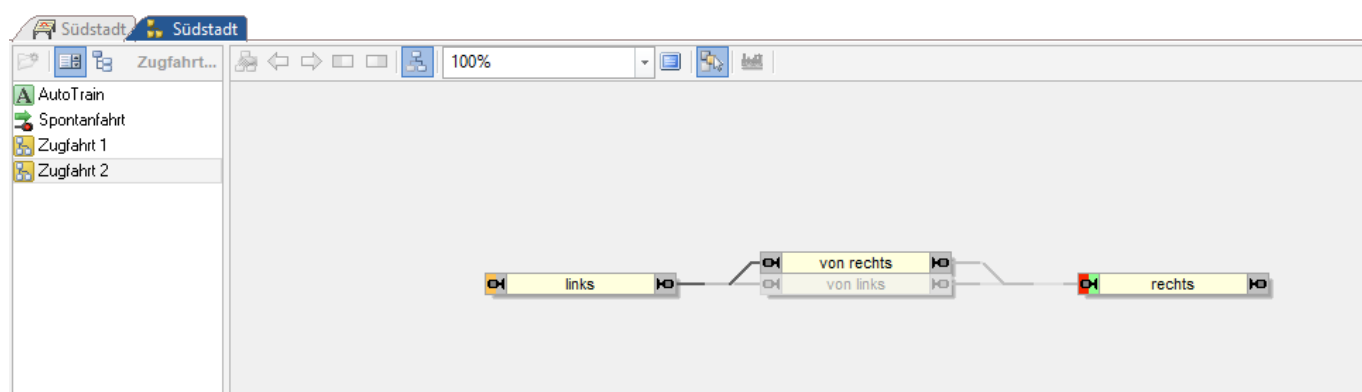 Südstadt Südstadt
Zugfahrt... 100%
AutoTrain
Spontanfahrt
Zugfahrt 1
Zugfahrt 2
von rechts
links von links rechts